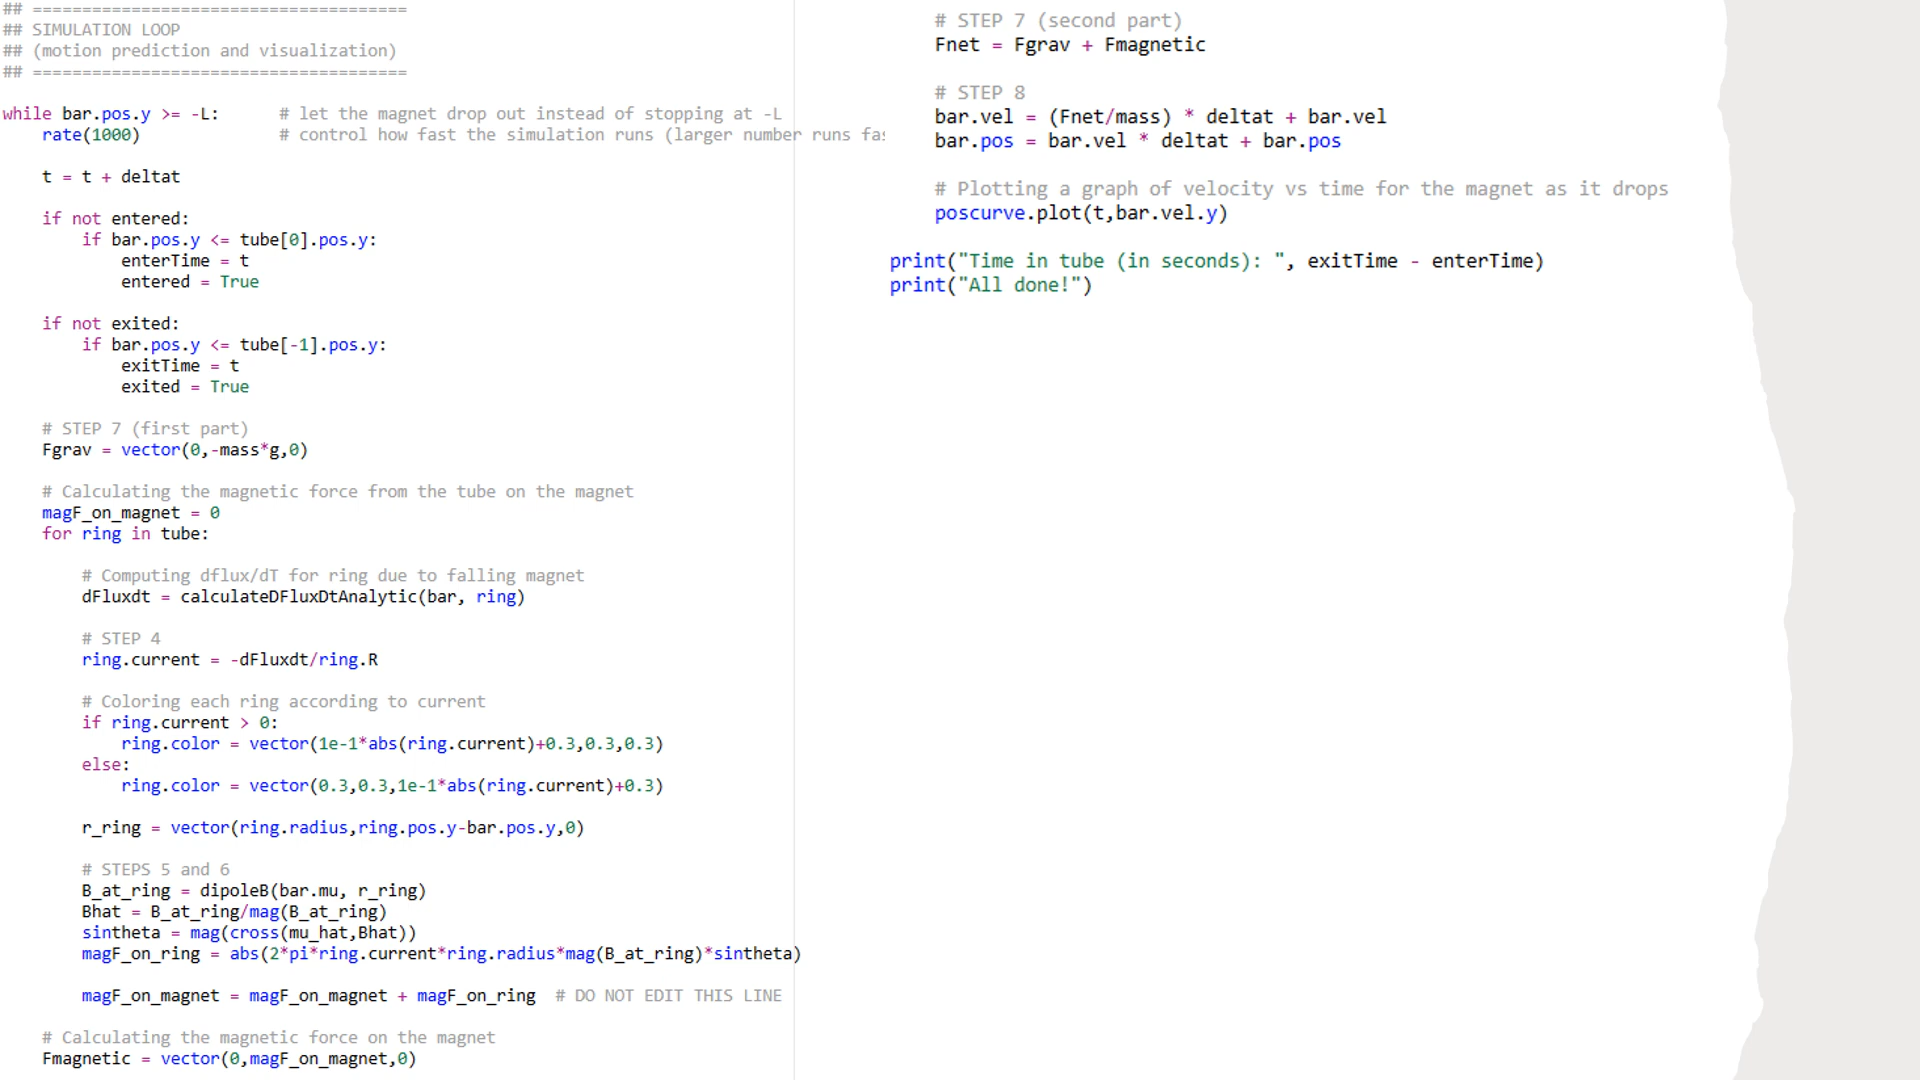 ## ======================================
## SIMULATION LOOP
## (motion prediction and visualization)
## ======================================
while bar.pos.y >= -L:      # let the magnet drop out instead of stopping at -L
    rate(1000)              # control how fast the simulation runs (larger number runs fas
    t = t + deltat
    if not entered:
        if bar.pos.y <= tube[0].pos.y:
            enterTime = t
            entered = True
    if not exited:
        if bar.pos.y <= tube[-1].pos.y:
            exitTime = t
            exited = True
    # STEP 7 (first part)
    Fgrav = vector(0,-mass*g,0)
    # Calculating the magnetic force from the tube on the magnet
    magF_on_magnet = 0
    for ring in tube:
        # Computing dflux/dT for ring due to falling magnet
        dFluxdt = calculateDFluxDtAnalytic(bar, ring)
        # STEP 4
        ring.current = -dFluxdt/ring.R
        # Coloring each ring according to current
        if ring.current > 0:
            ring.color = vector(1e-1*abs(ring.current)+0.3,0.3,0.3)
        else:
            ring.color = vector(0.3,0.3,1e-1*abs(ring.current)+0.3)
        r_ring = vector(ring.radius,ring.pos.y-bar.pos.y,0)
        # STEPS 5 and 6
        B_at_ring = dipoleB(bar.mu, r_ring)
        Bhat = B_at_ring/mag(B_at_ring)
        sintheta = mag(cross(mu_hat,Bhat))
        magF_on_ring = abs(2*pi*ring.current*ring.radius*mag(B_at_ring)*sintheta)
        magF_on_magnet = magF_on_magnet + magF_on_ring  # DO NOT EDIT THIS LINE
    # Calculating the magnetic force on the magnet
    Fmagnetic = vector(0,magF_on_magnet,0)
    # STEP 7 (second part)
    Fnet = Fgrav + Fmagnetic
    # STEP 8
    bar.vel = (Fnet/mass) * deltat + bar.vel
    bar.pos = bar.vel * deltat + bar.pos
    # Plotting a graph of velocity vs time for the magnet as it drops
    poscurve.plot(t,bar.vel.y)
print("Time in tube (in seconds): ", exitTime - enterTime)
print("All done!")